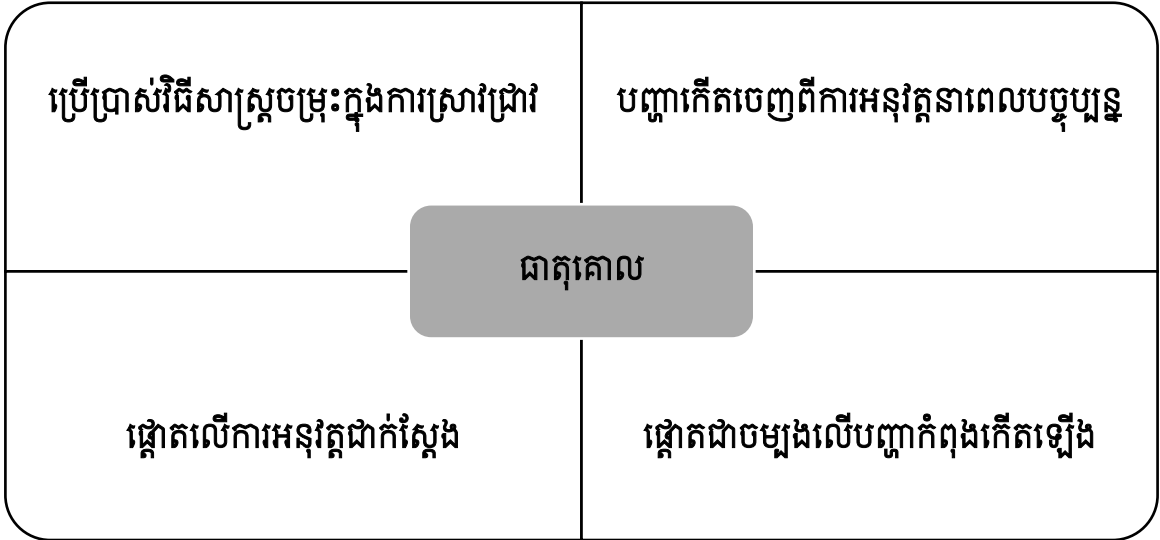 ប្រើប្រាស់វិធីសាស្ត្រចម្រុះក្នុងការស្រាវជ្រាវ
បញ្ហាកើតចេញពីការអនុវត្តនាពេលបច្ចុប្បន្ន
ធាតុគោល
ផ្តោតលើការអនុវត្តជាក់ស្តែង
ផ្តោតជាចម្បងលើបញ្ហាកំពុងកើតឡើង